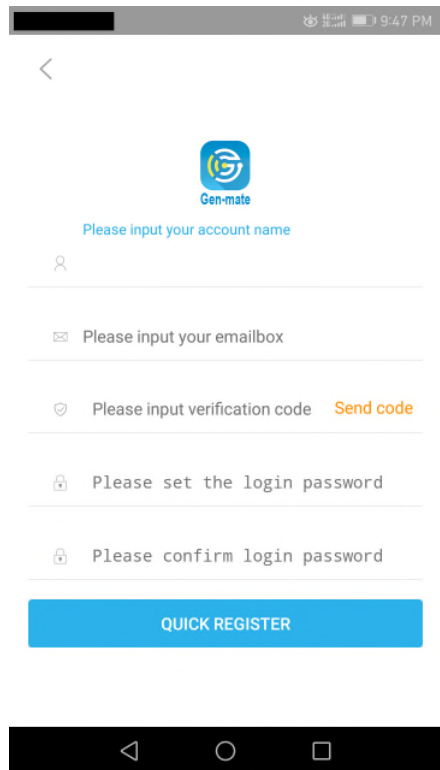 9:47 PM
Gen-mate
Please input your account name
Please input your emailbox
Please input verification code Send code
Please set the login password
Please confirm login password
QUICK REGISTER